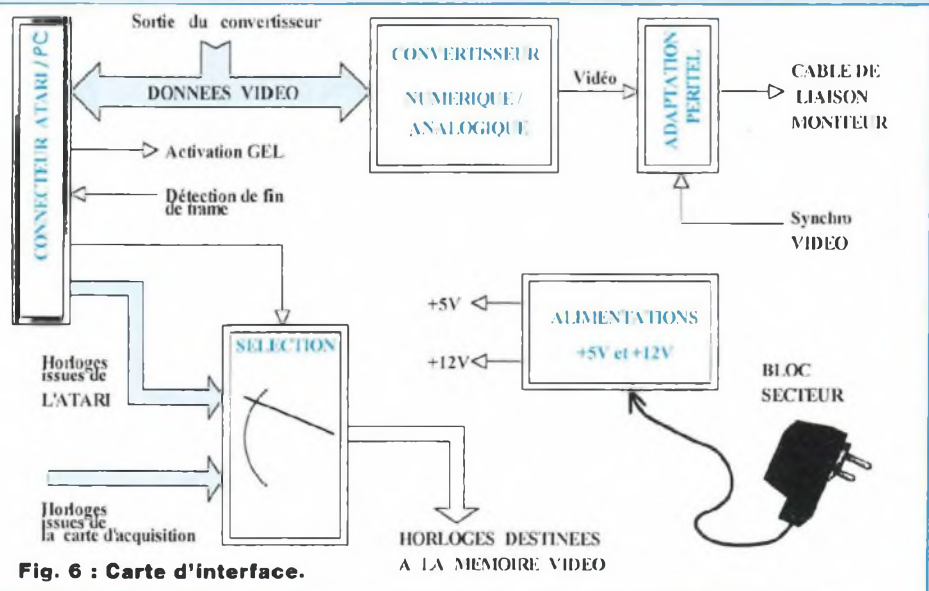 Sortie du convertisseur
CONNECTEUR ATARI/PC
DONNEES VIDEO
CONVERTISSEUR
NUMERIQUE /
ANALOGIQUE
Vidéo
ADAPTATION
PERITEL
CABLE DE
LIAISON
MONITEUR
Activation GEL
Détection de fin
de trame
Synchro
VIDEO
+5V
+12V
ALIMENTATIONS
+5V et +12V
BLOC
SECTEUR
SELECTION
Horloges
issues de
L'ATARI
Horloges
issues de
la carte d'acquisition
HORLOGES DESTINEES
A LA MEMOIRE VIDEO
Fig. 6 : Carte d'interface.